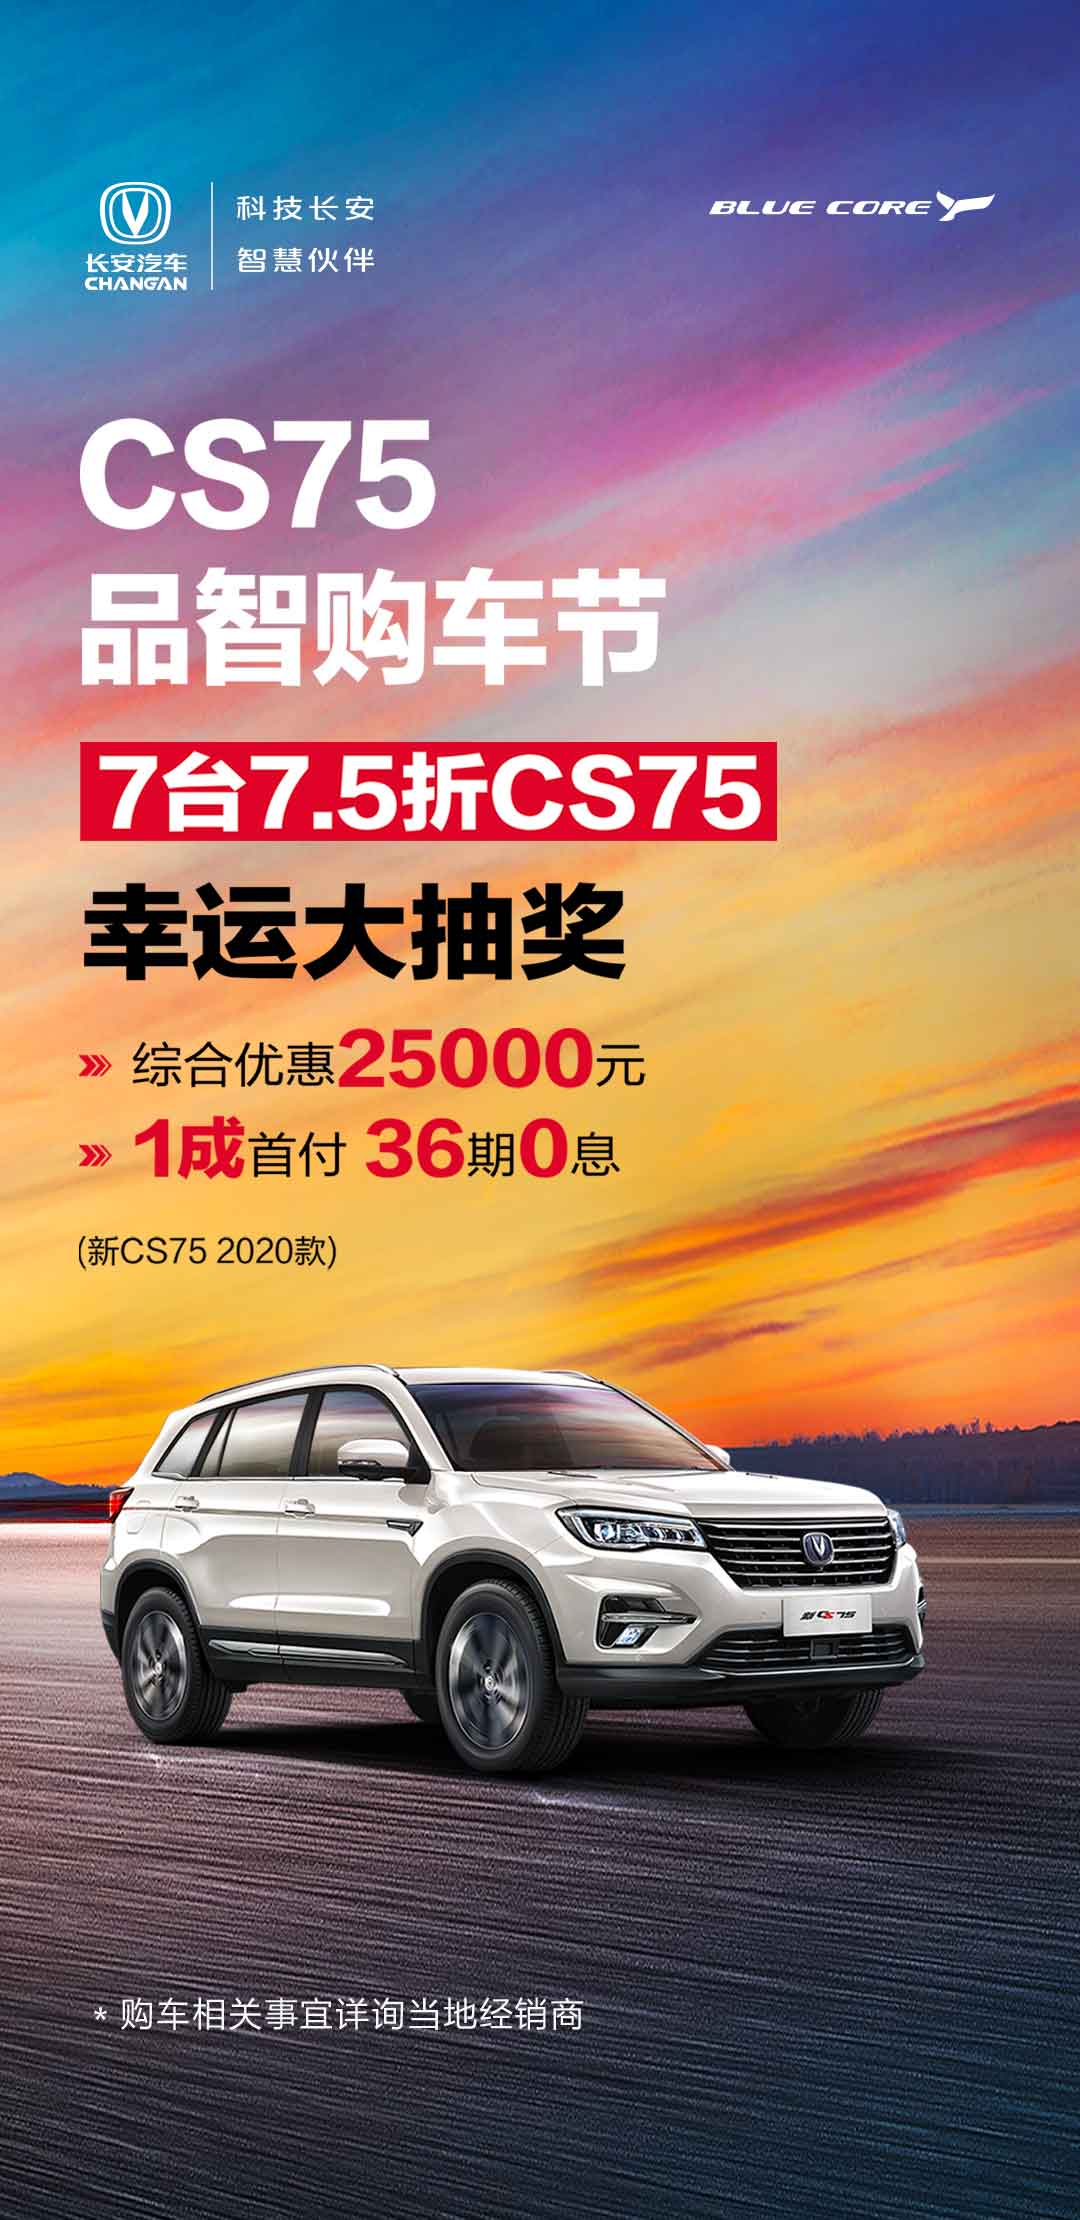 长安汽车
CHANGAN
科技长安
智慧伙伴
BLUE CORE
CS75
品智购车节
7台7.5折CS75
幸运大抽奖
综合优惠25000元
1成首付 36期0息
(新CS75 2020款)
新CS75
* 购车相关事宜详询当地经销商